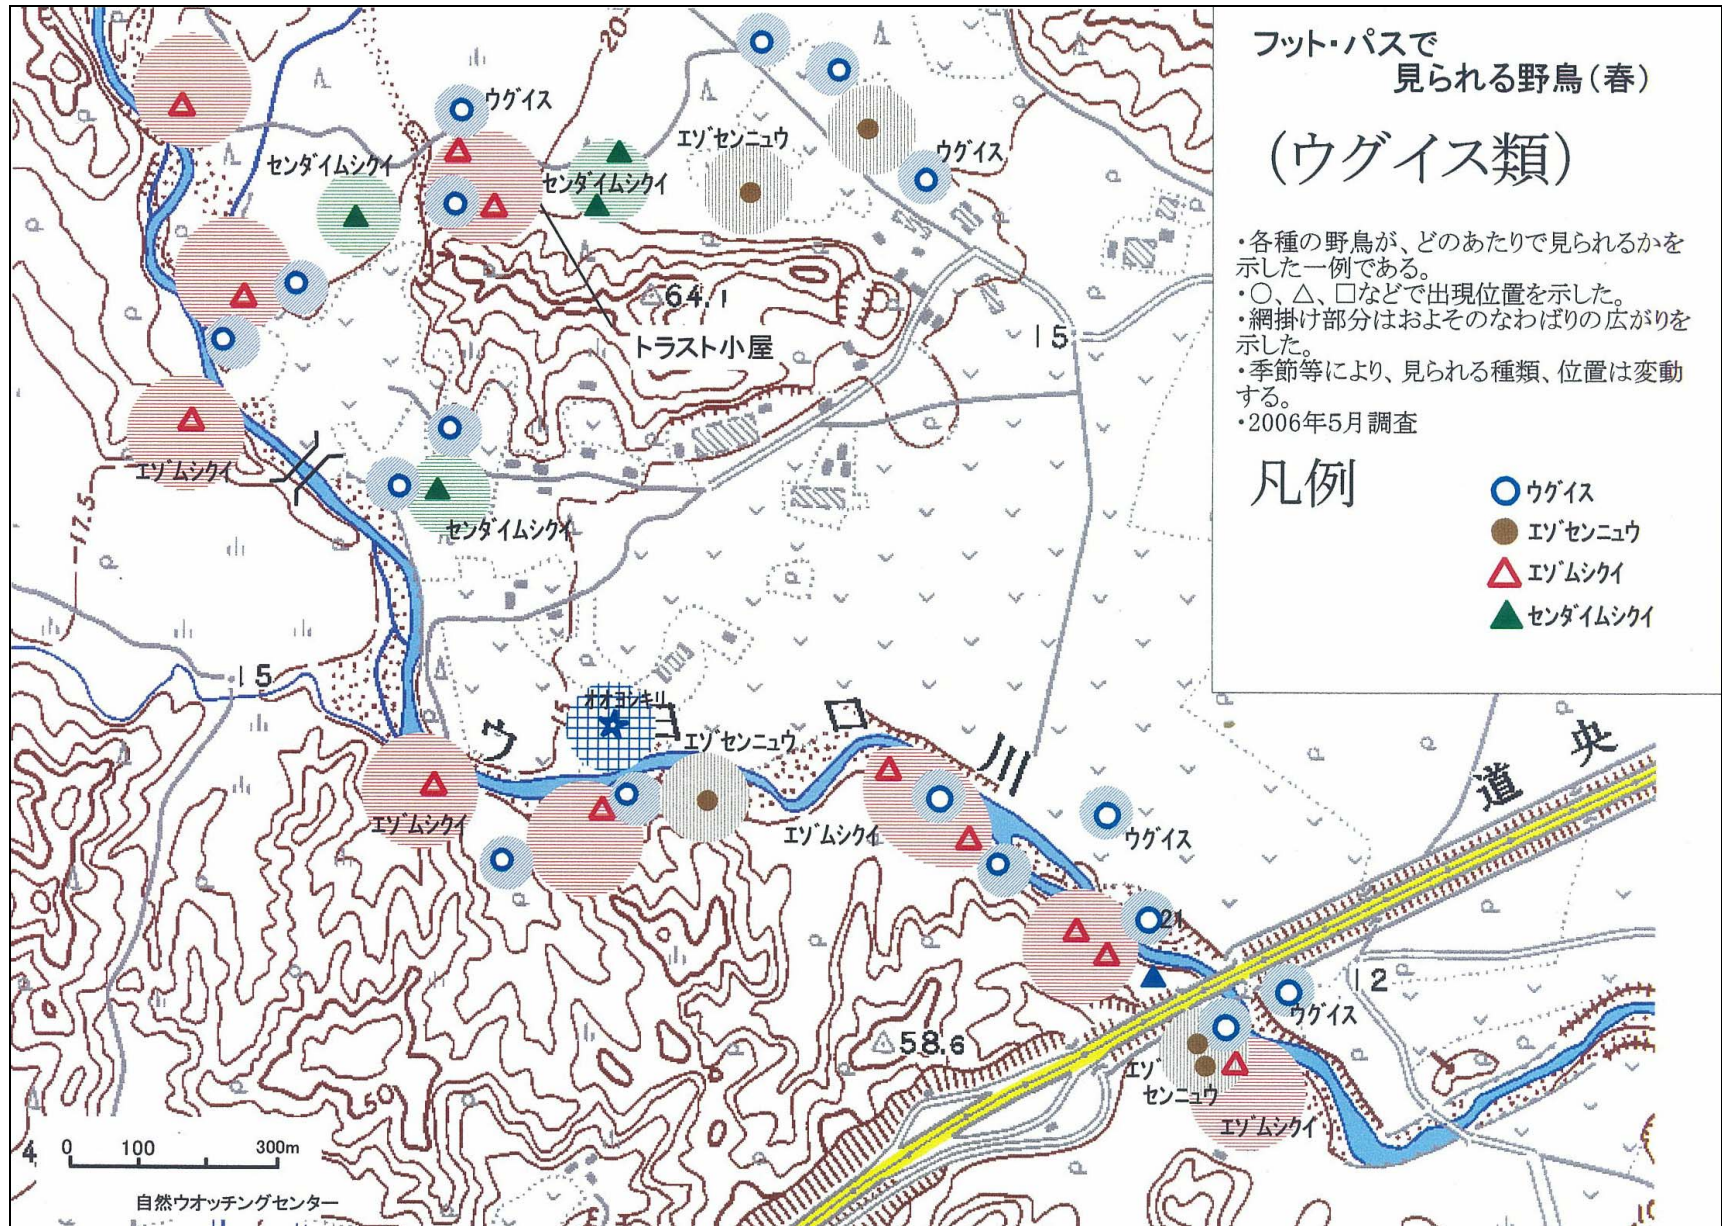 フット・パスで
見られる野鳥（春）
（ウグイス類）
・各種の野鳥が、どのあたりで見られるかを
示した一例である。
・○、△、□などで出現位置を示した。
・網掛け部分はおよそのなわばりの広がりを
示した。
・季節等により、見られる種類、位置は変動
する。
・2006年5月調査
凡例
ウグイス
エゾセンニュウ
エゾムシクイ
センダイムシクイ
20
ウグイス
エゾセンニュウ
ウグイス
センダイムシクイ
センダイムシクイ
64.1
トラスト小屋
15
エゾムシクイ
センダイムシクイ
17.5
15
オオヨシキリ
ウコロ川
エゾセンニュウ
道央
エゾムシクイ
エゾムシクイ
ウグイス
21
12
ウグイス
58.6
エゾ
センニュウ
エゾムシクイ
50
4
0 100 300m
自然ウオッチングセンター